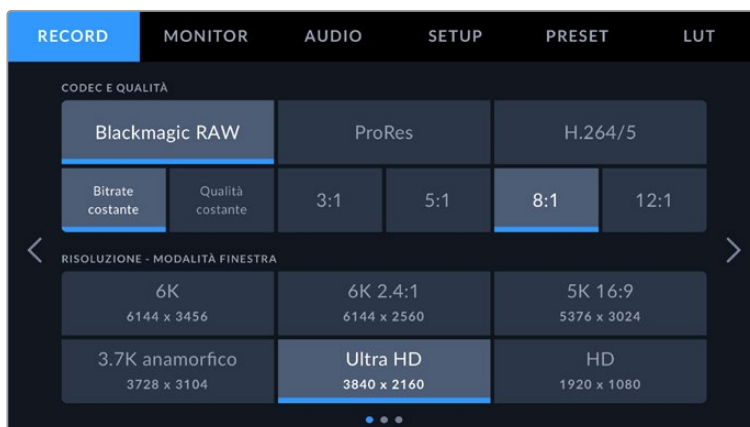 RECORD MONITOR AUDIO SETUP PRESET LUT
CODEC E QUALITÀ
Blackmagic RAW ProRes H.264/5
Bitrate costante Qualità costante 3:1 5:1 8:1 12:1
RISOLUZIONE - MODALITÀ FINESTRA
6K 6K 2.4:1 5K 16:9
6144 x 3456 6144 x 2560 5376 x 3024
3.7K anamorfico Ultra HD HD
3728 x 3104 3840 x 2160 1920 x 1080